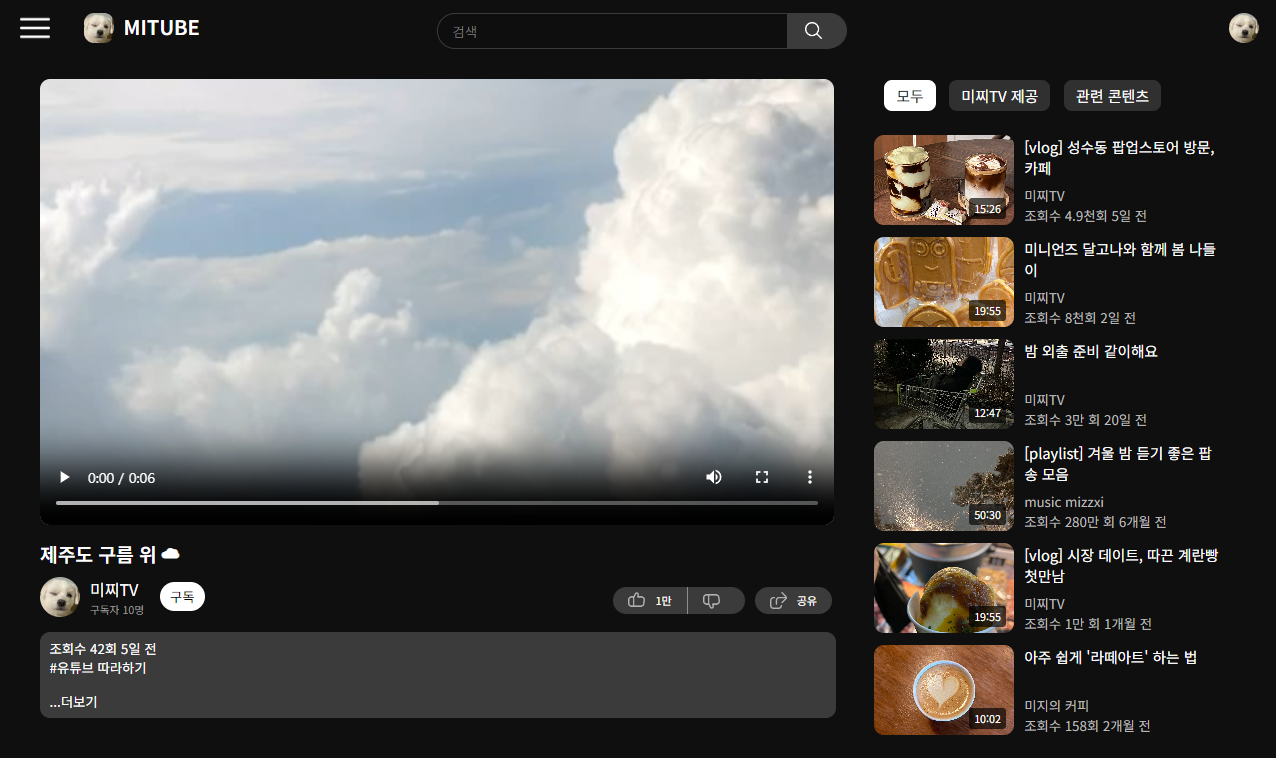 MITUBE
검색
0:00 / 0:06
제주도 구름 위
미찌TV
구독자 10명
구독
1만
공유
조회수 42회 5일 전
#유튜브 따라하기
...더보기
모두
미찌TV 제공
관련 콘텐츠
15:26
[vlog] 성수동 팝업스토어 방문,
카페
미찌TV
조회수 4.9천회 5일 전
19:55
미니언즈 달고나와 함께 봄 나들
이
미찌TV
조회수 8천회 2일 전
12:47
밤 외출 준비 같이해요
미찌TV
조회수 3만 회 20일 전
50:30
[playlist] 겨울 밤 듣기 좋은 팝
송 모음
music mizzxi
조회수 280만 회 6개월 전
19:55
[vlog] 시장 데이트, 따끈 계란빵
첫만남
미찌TV
조회수 1만 회 1개월 전
10:02
아주 쉽게 '라떼아트' 하는 법
미지의 커피
조회수 158회 2개월 전